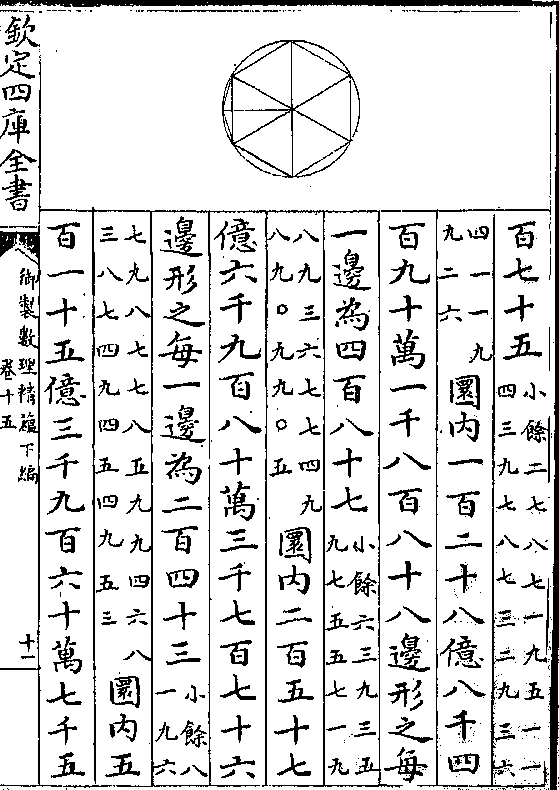 百七十五
小餘二七八七一九五一一
四三九七八七三二九三六
四一一九
九二六
圜内一百二十八億八千四
百九十萬一千八百八十八邊形之每
一邊為四百八十七
小餘六三九三五
九七五五七一九
八九三六七七四九
八九〇九九〇五
圜内二百五十七
億六千九百八十萬三千七百七十六
邊形之每一邊為二百四十三
小餘八
一九六
七九八七七八五九九四六八
三八七四九四五四九五三
圜内五
百一十五億三千九百六十萬七千五
欽定四庫全書
御製數理精蘊下編
卷十五
十一